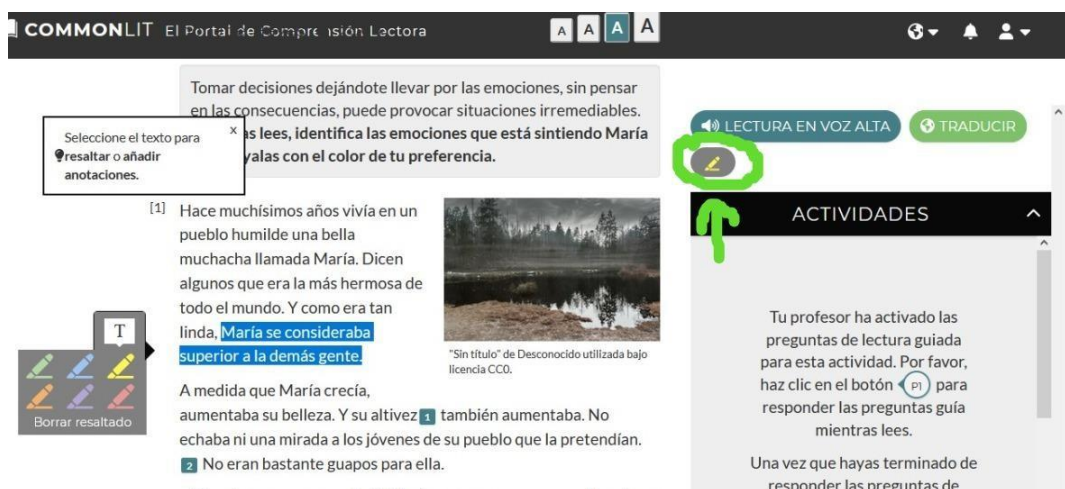 COMMONLIT El Portal de Comprensión Lectora
A A A A
Tomar decisiones dejándote llevar por las emociones, sin pensar
en las consecuencias, puede provocar situaciones irremediables.
as lees, identifica las emociones que está sintiendo María
yalas con el color de tu preferencia.
Seleccione el texto para
resaltar o añadir
anotaciones.
x
[1] Hace muchísimos años vivía en un
pueblo humilde una bella
muchacha llamada María. Dicen
algunos que era la más hermosa de
todo el mundo. Y como era tan
linda, María se consideraba
superior a la demás gente.
"Sin título" de Desconocido utilizada bajo
licencia CC0.
T
Borrar resaltado
A medida que María crecía,
aumentaba su belleza. Y su altivez 1 también aumentaba. No
echaba ni una mirada a los jóvenes de su pueblo que la pretendían.
2 No eran bastante guapos para ella.
LECTURA EN VOZ ALTA
TRADUCIR
ACTIVIDADES
Tu profesor ha activado las
preguntas de lectura guiada
para esta actividad. Por favor,
haz clic en el botón P1 para
responder las preguntas guía
mientras lees.
Una vez que hayas terminado de
responder las preguntas de